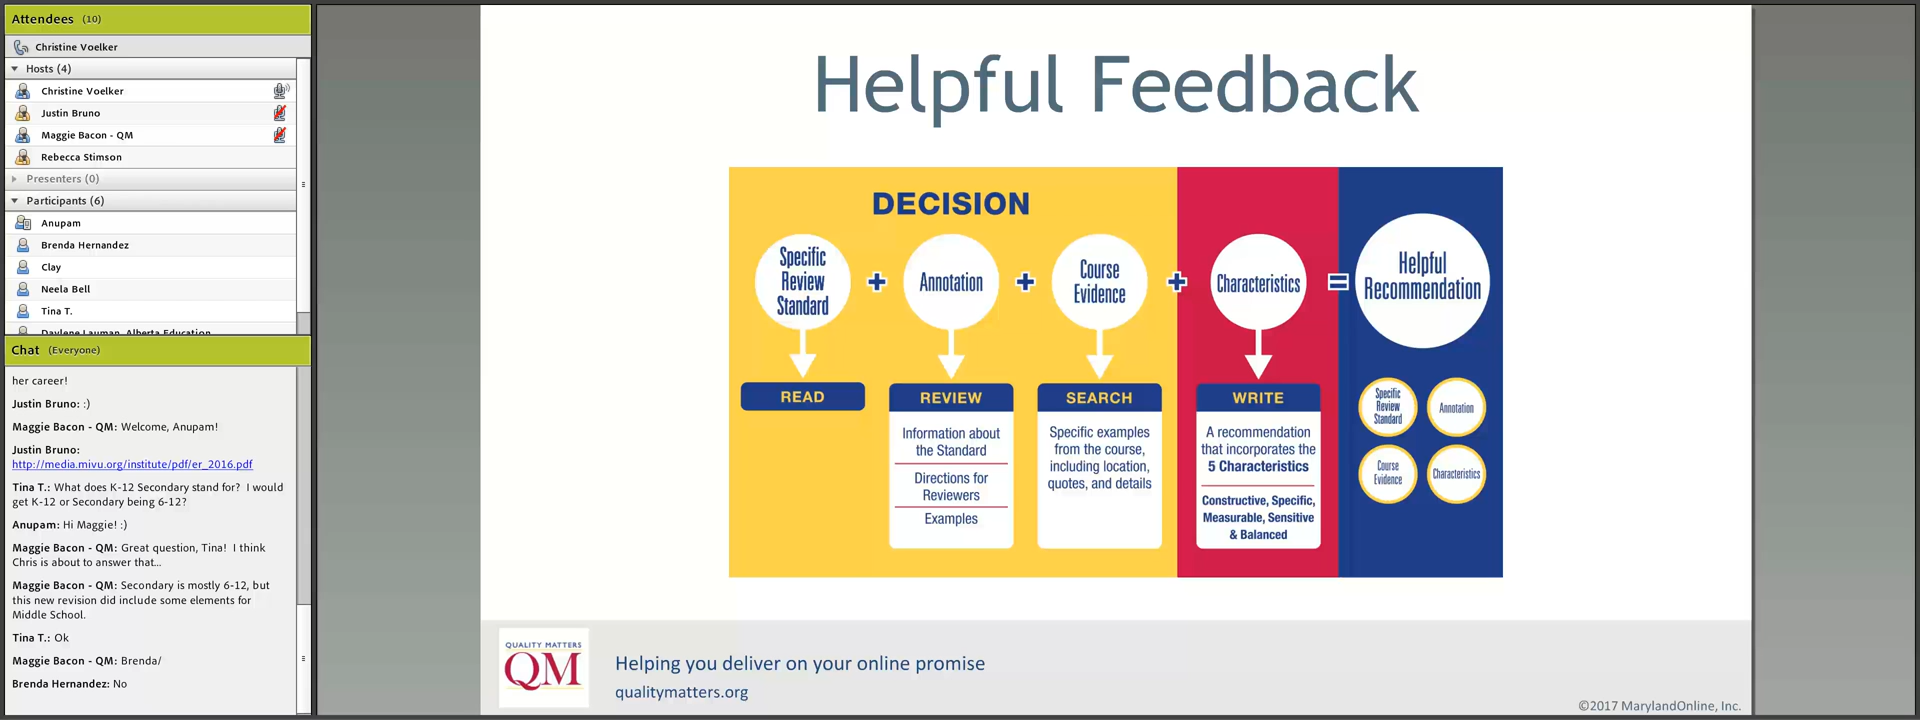 Attendees (10)
Christine Voelker
Hosts (4)
Christine Voelker
Justin Bruno
Maggie Bacon - QM
Rebecca Stimson
Presenters (0)
Participants (6)
Anupam
Brenda Hernandez
Clay
Neela Bell
Tina T.
Daylene Lauman, Alberta Education
Chat (Everyone)
her career!
Justin Bruno: :)
Maggie Bacon - QM: Welcome, Anupam!
Justin Bruno:
http://media.mivu.org/institute/pdf/er_2016.pdf
Tina T.: What does K-12 Secondary stand for? I would
get K-12 or Secondary being 6-12?
Anupam: Hi Maggie! :)
Maggie Bacon - QM: Great question, Tina! I think
Chris is about to answer that...
Maggie Bacon - QM: Secondary is mostly 6-12, but
this new revision did include some elements for
Middle School.
Tina T.: Ok
Maggie Bacon - QM: Brenda/
Brenda Hernandez: No
Helpful Feedback
DECISION
Specific
Review
Standard
+
Annotation
+
Course
Evidence
+
Characteristics
=
Helpful
Recommendation
READ
REVIEW
Information about
the Standard
Directions for
Reviewers
Examples
SEARCH
Specific examples
from the course,
including location,
quotes, and details
WRITE
A recommendation
that incorporates the
5 Characteristics
Constructive, Specific,
Measurable, Sensitive
& Balanced
Specific
Review
Standard
Annotation
Course
Evidence
Characteristics
QUALITY MATTERS
QM
Helping you deliver on your online promise
qualitymatters.org
©2017 MarylandOnline, Inc.